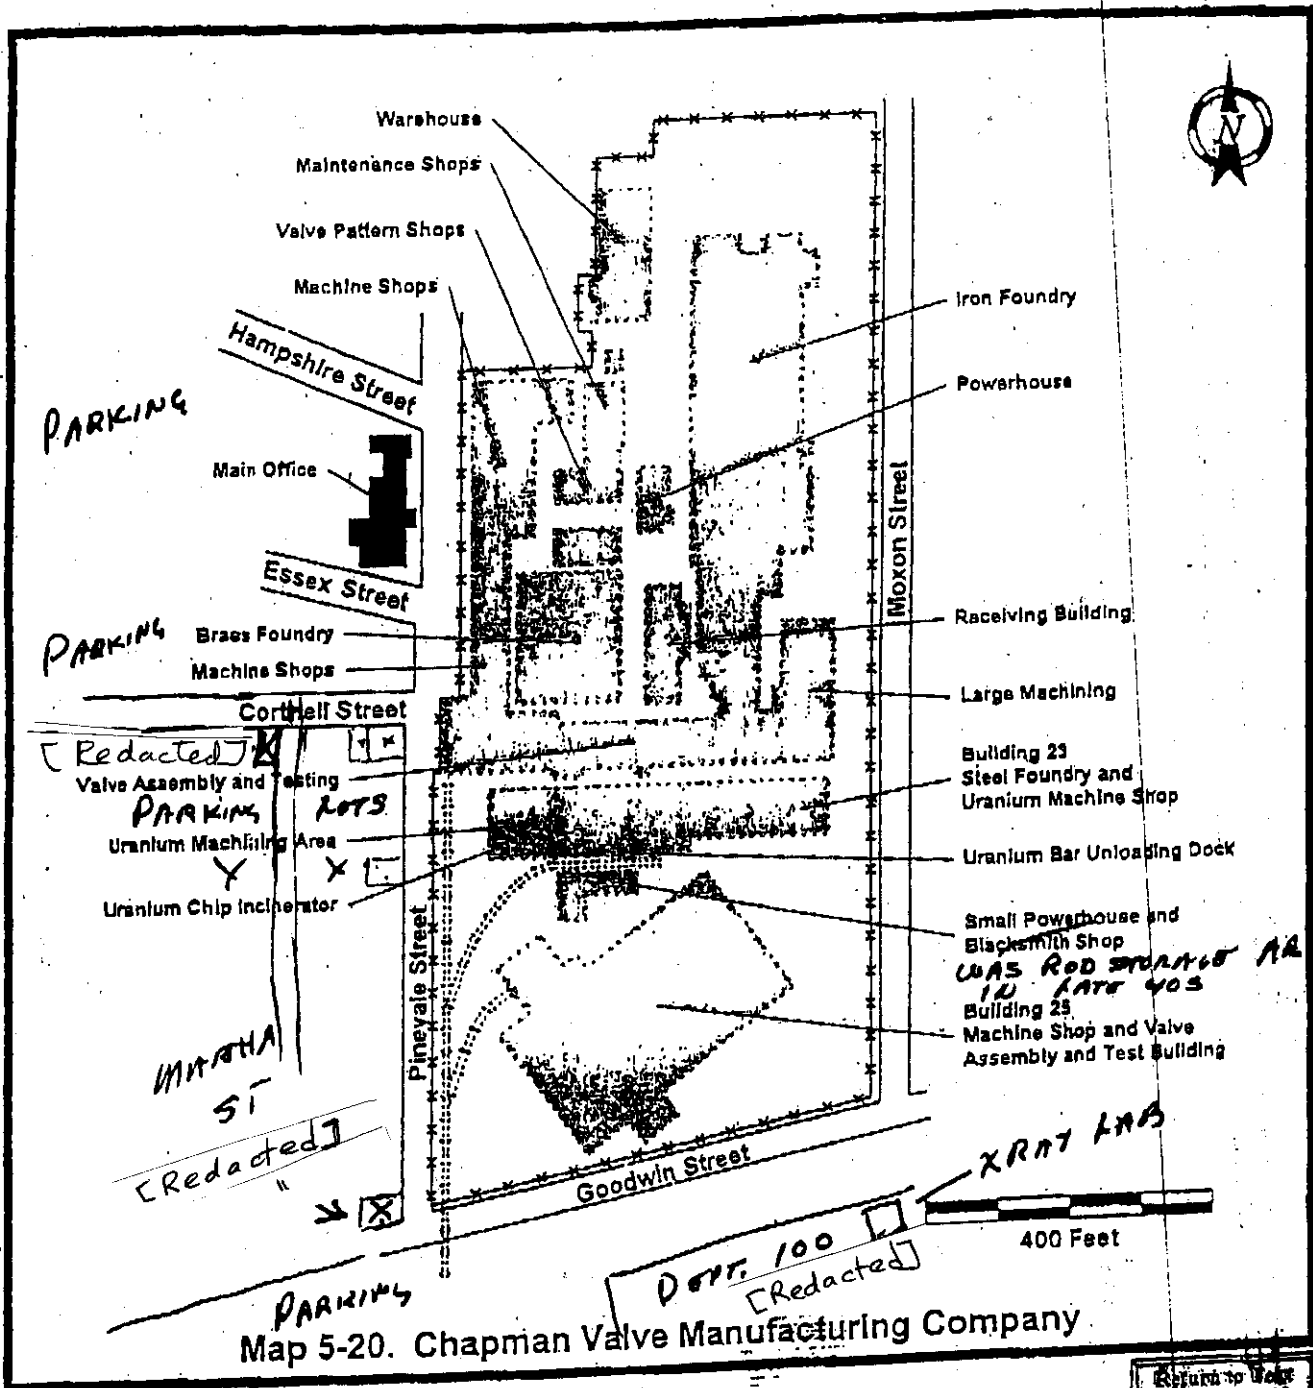 N
Warehouse
Maintenance Shops
Valve Pattern Shops
Machine Shops
Iron Foundry
Hampshire Street
Powerhouse
PARKING
Main Office
Moxon Street
Essex Street
PARKING
Brass Foundry
Receiving Building
Machine Shops
Large Machining
Corthell Street
[Redacted]
Valve Assembly and Testing
Building 23
Steel Foundry and
Uranium Machine Shop
PARKING LOTS
Uranium Machining Area
Uranium Bar Unloading Dock
Y X
Uranium Chip Incinerator
Small Powerhouse and
Blacksmith Shop
WAS ROD STORAGE AR
IN LATE 40S
Pinevale Street
Building 25
Machine Shop and Valve
Assembly and Test Building
MARTHA
ST
[Redacted]
"
X
Goodwin Street
XRAY LAB
400 Feet
DEPT. 100
[Redacted]
PARKING
Map 5-20. Chapman Valve Manufacturing Company
Return to Text